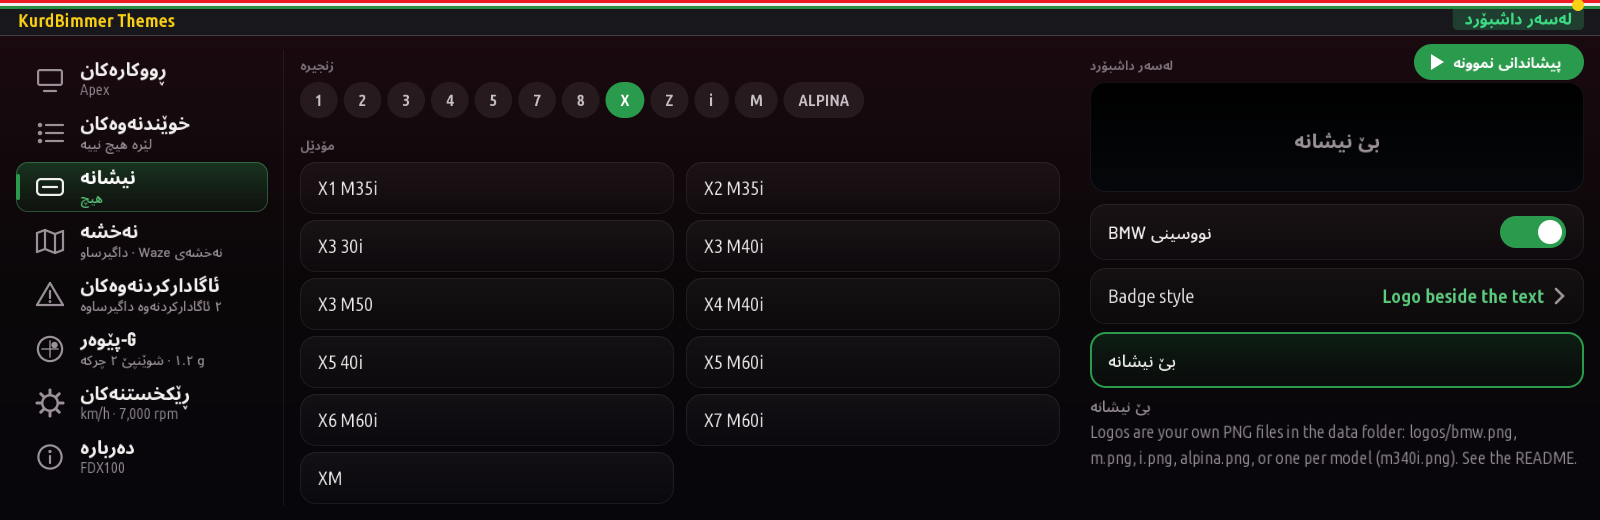 KurdBimmer Themes
لەسەر داشبۆرد
ڕووکارەکان
Apex
خوێندنەوەکان
لێرە هیچ نییە
نیشانە
هیچ
نەخشە
نەخشەی Waze · داگیرساو
ئاگادارکردنەوەکان
٢ ئاگادارکردنەوە داگیرساوە
پێوەر-G
١.٢ g · شوێنپێ ٢ چرکە
ڕێکخستنەکان
km/h · 7,000 rpm
دەربارە
FDX100
زنجیرە
1 2 3 4 5 7 8 X Z i M ALPINA
مۆدێل
X1 M35i
X2 M35i
X3 30i
X3 M40i
X3 M50
X4 M40i
X5 40i
X5 M60i
X6 M60i
X7 M60i
XM
لەسەر داشبۆرد
پیشاندانی نموونە
بێ نیشانە
نووسینی BMW
Badge style
Logo beside the text
بێ نیشانە
بێ نیشانە
Logos are your own PNG files in the data folder: logos/bmw.png,
m.png, i.png, alpina.png, or one per model (m340i.png). See the README.